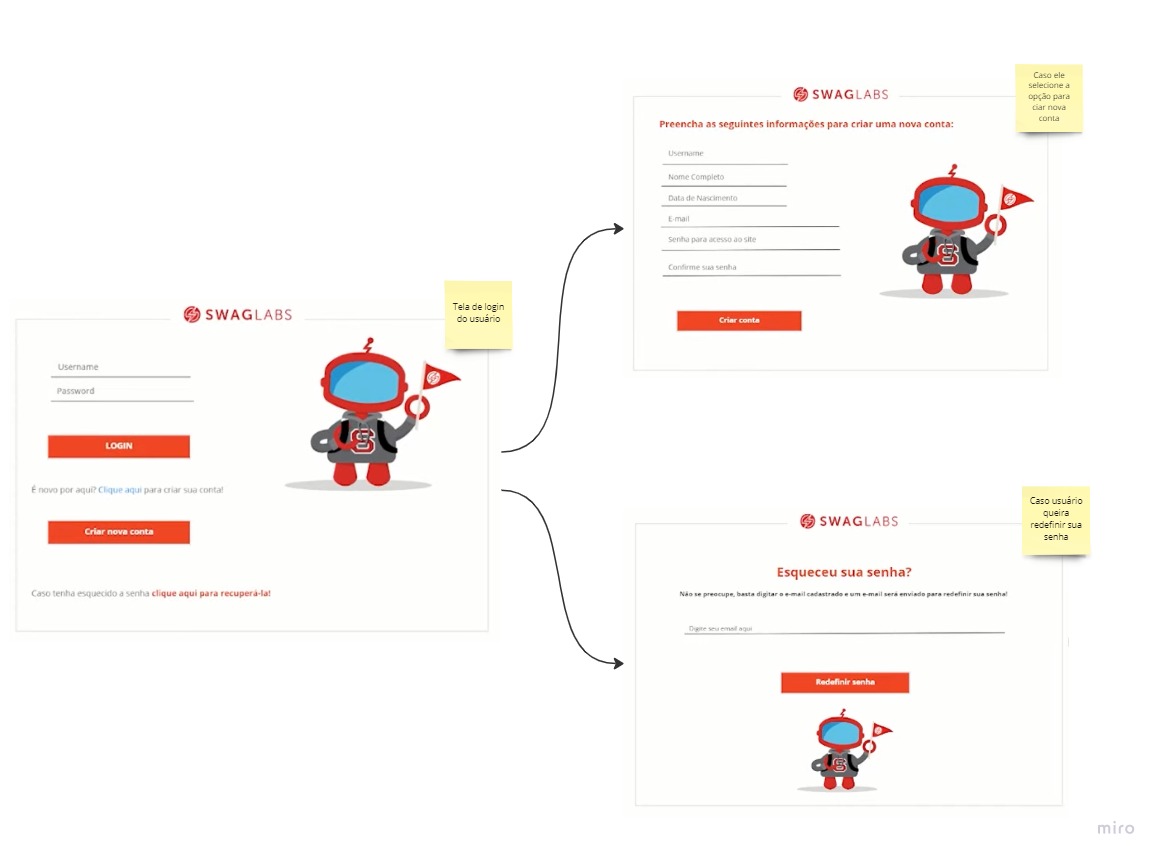 SWAGLABS
Tela de login
do usuário
Username
Password
LOGIN
É novo por aqui? Clique aqui para criar sua conta!
Criar nova conta
Caso tenha esquecido a senha clique aqui para recuperá-la!
Caso ele
selecione a
opção para
ciar nova
conta
SWAGLABS
Preencha as seguintes informações para criar uma nova conta:
Username
Nome Completo
Data de Nascimento
E-mail
Senha para acesso ao site
Confirme sua senha
Criar conta
Caso usuário
queira
redefinir sua
senha
SWAGLABS
Esqueceu sua senha?
Não se preocupe, basta digitar o e-mail cadastrado e um e-mail será enviado para redefinir sua senha!
Digite seu email aqui
Redefinir senha
miro